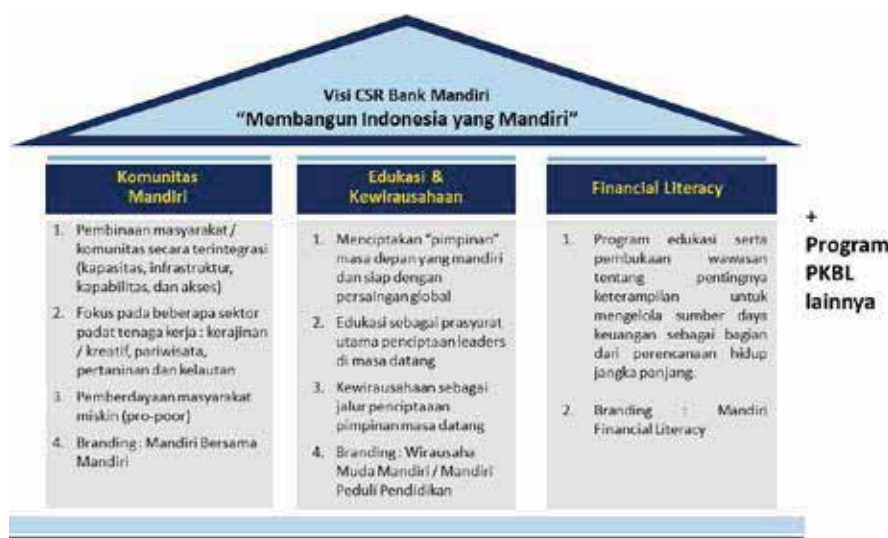 Visi CSR Bank Mandiri
“Membangun Indonesia yang Mandiri”
Komunitas
Mandiri
1. Pembinaan masyarakat /
komunitas secara terintegrasi
(kapasitas, infrastruktur,
kapabilitas, dan akses)
2. Fokus pada beberapa sektor
padat tenaga kerja : kerajinan
/ kreatif, pariwisata,
pertaninan dan kelautan
3. Pemberdayaan masyarakat
miskin (pro-poor)
4. Branding : Mandiri Bersama
Mandiri
Edukasi &
Kewirausahaan
1. Menciptakan “pimpinan”
masa depan yang mandiri
dan siap dengan
persaingan global
2. Edukasi sebagai prasyarat
utama penciptaan leaders
di masa datang
3. Kewirausahaan sebagai
jalur penciptaaan
pimpinan masa datang
4. Branding : Wirausaha
Muda Mandiri / Mandiri
Peduli Pendidikan
Financial Literacy
1. Program edukasi serta
pembukaan wawasan
tentang pentingnya
keterampilan untuk
mengelola sumber daya
keuangan sebagai bagian
dari perencanaan hidup
jangka panjang.
2. Branding : Mandiri
Financial Literacy
+
Program
PKBL
lainnya